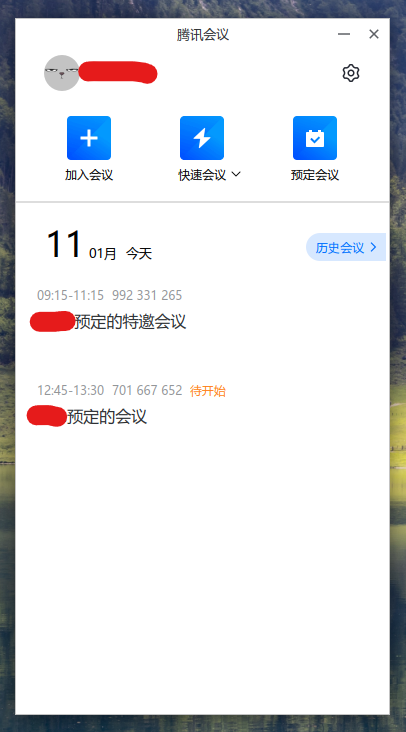 腾讯会议
加入会议 快速会议 预定会议
11 01月 今天 历史会议
09:15-11:15 992 331 265
预定的特邀会议
12:45-13:30 701 667 652 待开始
预定的会议